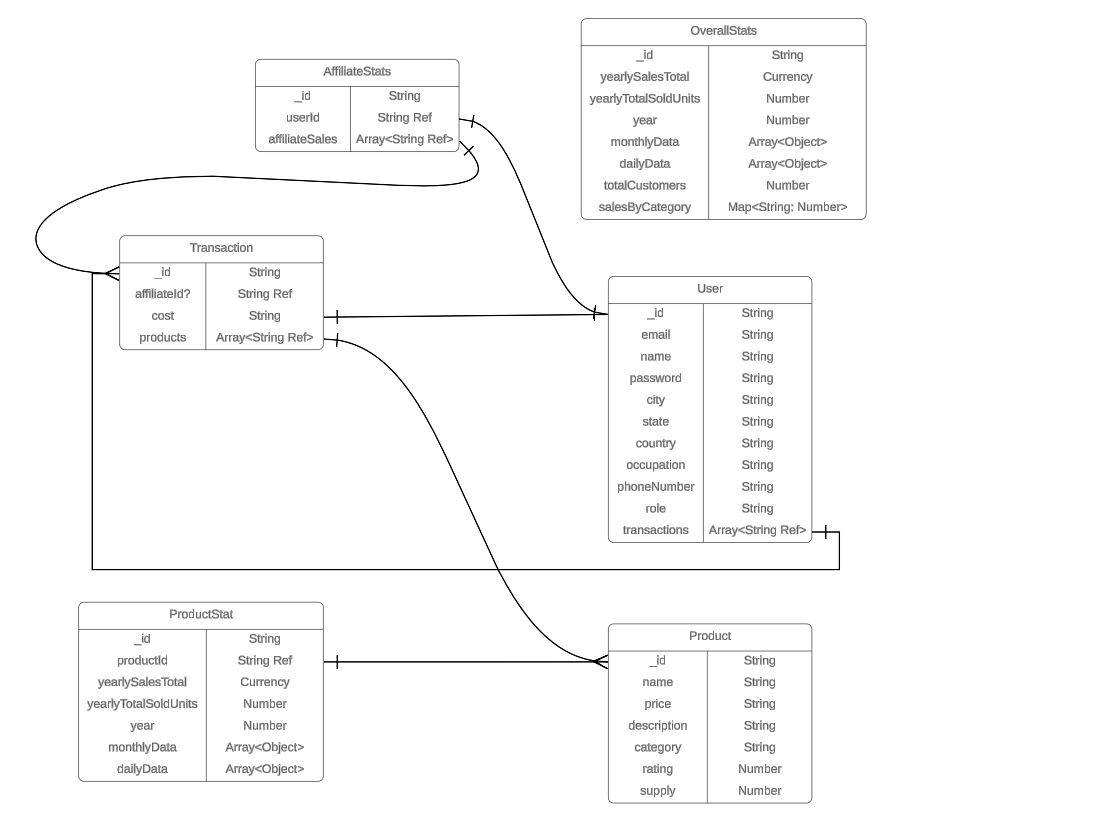 OverallStats
_id String
yearlySalesTotal Currency
yearlyTotalSoldUnits Number
year Number
monthlyData Array<Object>
dailyData Array<Object>
totalCustomers Number
salesByCategory Map<String: Number>
AffiliateStats
_id String
userId String Ref
affiliateSales Array<String Ref>
Transaction
_id String
affiliateId? String Ref
cost String
products Array<String Ref>
User
_id String
email String
name String
password String
city String
state String
country String
occupation String
phoneNumber String
role String
transactions Array<String Ref>
ProductStat
_id String
productId String Ref
yearlySalesTotal Currency
yearlyTotalSoldUnits Number
year Number
monthlyData Array<Object>
dailyData Array<Object>
Product
_id String
name String
price String
description String
category String
rating Number
supply Number